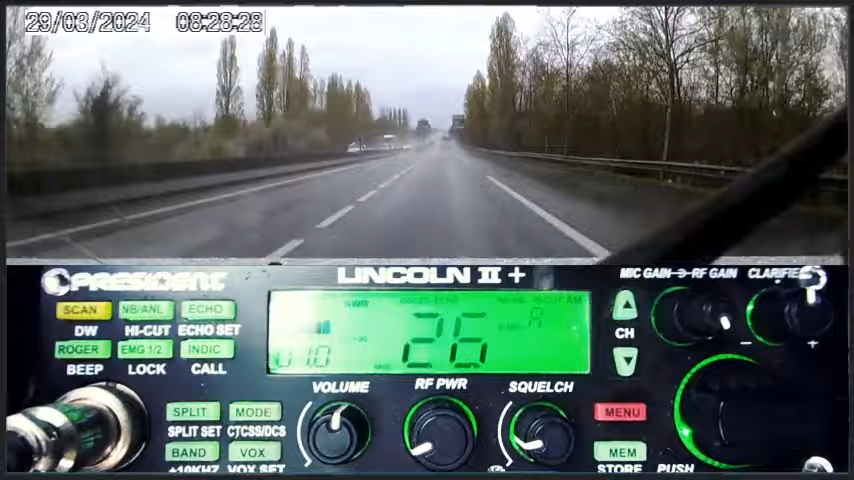 29/03/2024 08:28:28
PRESIDENT
LINCOLN II +
MIC GAIN RF GAIN CLARIFIER
SCAN NB/ANL ECHO
DW HI-CUT ECHO SET
ROGER EMG 1/2 INDIC
BEEP LOCK CALL
26
CH
VOLUME RF PWR SQUELCH
SPLIT MODE
SPLIT SET CTCSS/DCS
BAND VOX
+10KHZ VOX SET
MENU
MEM
STORE PUSH